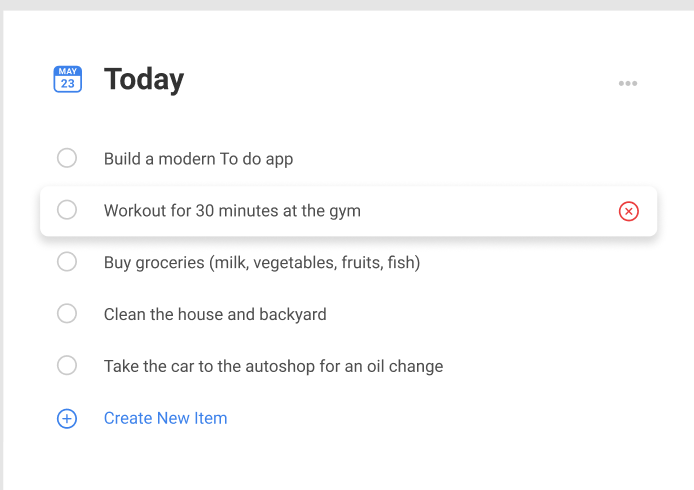 MAY
23
Today
Build a modern To do app
Workout for 30 minutes at the gym
Buy groceries (milk, vegetables, fruits, fish)
Clean the house and backyard
Take the car to the autoshop for an oil change
Create New Item